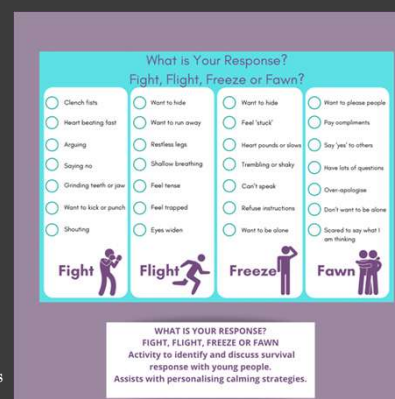 What is Your Response?
Fight, Flight, Freeze or Fawn?
Clench fists
Heart beating fast
Arguing
Saying no
Grinding teeth or jaw
Want to kick or punch
Shouting
Fight
Want to hide
Want to run away
Restless legs
Shallow breathing
Feel tense
Feel trapped
Eyes widen
Flight
Want to hide
Feel 'stuck'
Heart pounds or slows
Trembling or shaky
Can't speak
Refuse instructions
Want to be alone
Freeze
Want to please people
Pay compliments
Say 'yes' to others
Have lots of questions
Over-apologise
Don't want to be alone
Scared to say what I
am thinking
Fawn
WHAT IS YOUR RESPONSE?
FIGHT, FLIGHT, FREEZE OR FAWN
Activity to identify and discuss survival
response with young people.
Assists with personalising calming strategies.
s